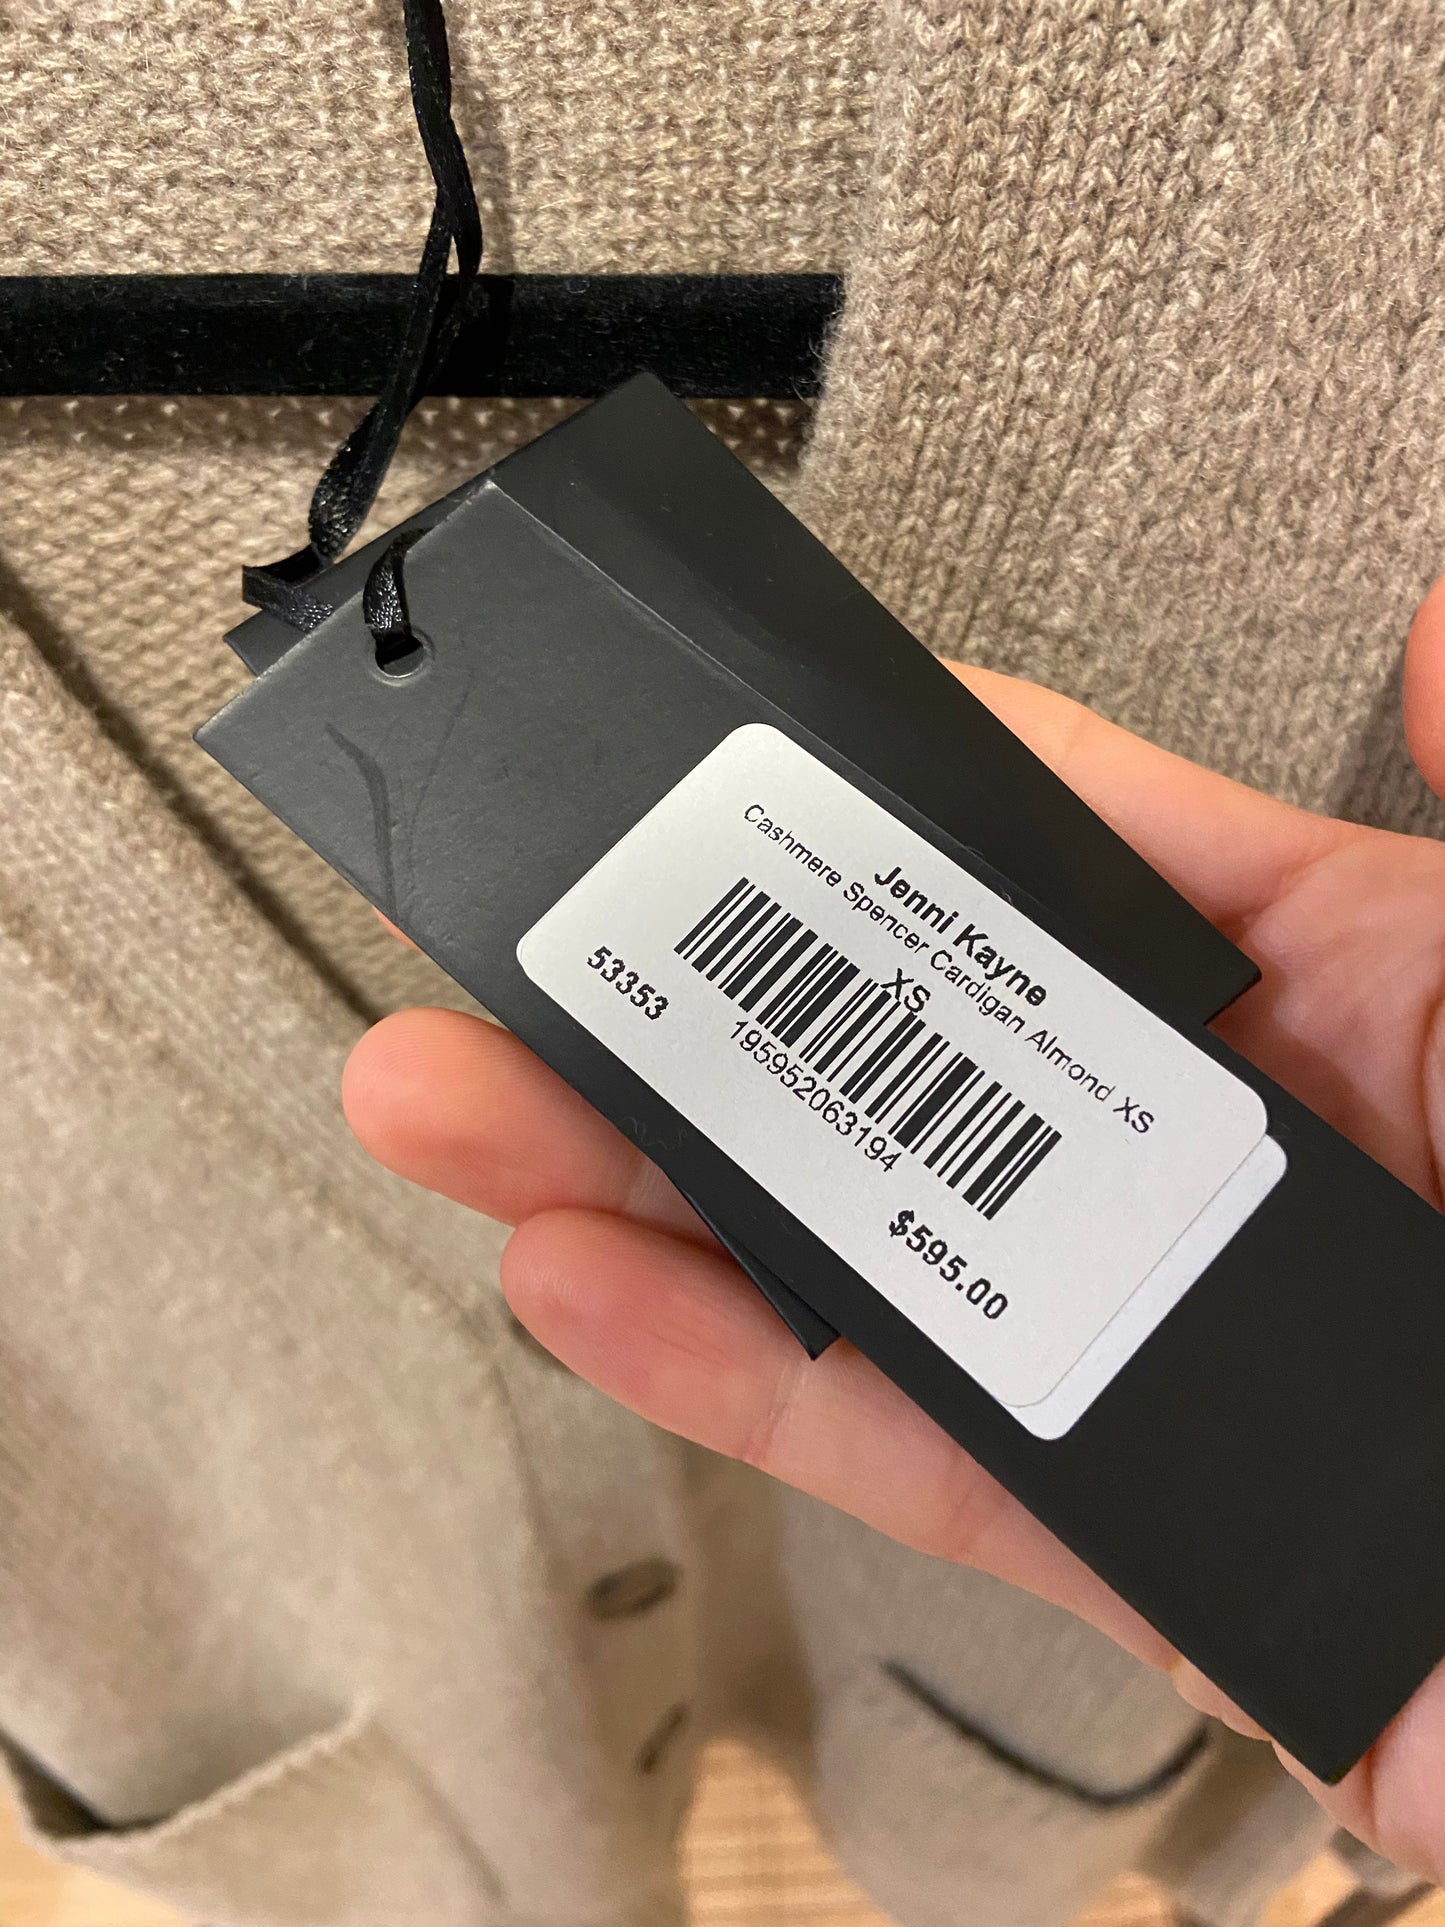 Jenni Kayne
Cashmere Spencer Cardigan Almond XS
XS
53353
195952063194
$595.00